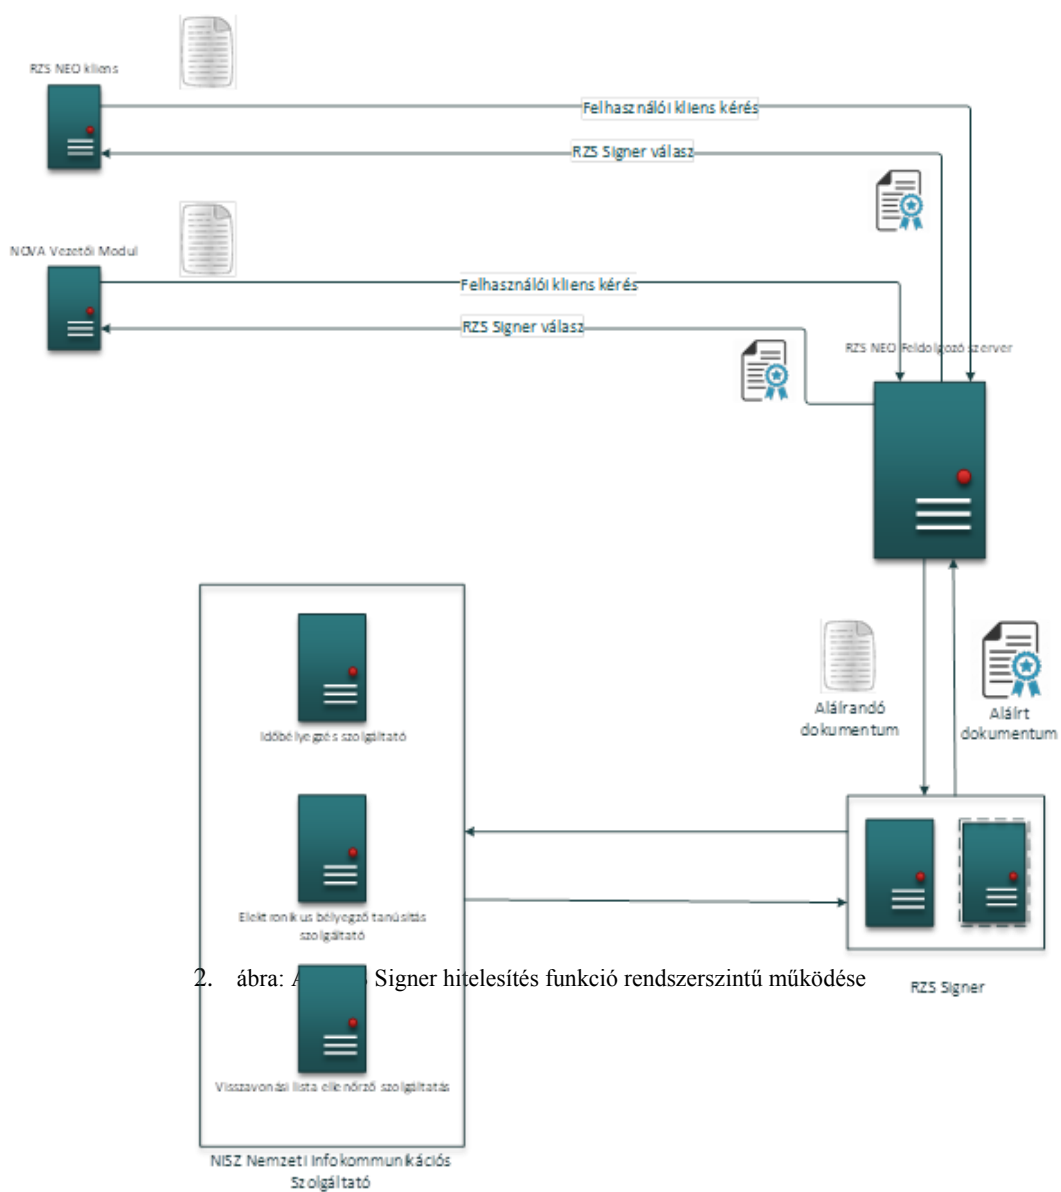 RZS NEO kliens
Felhasználói kliens kérés
RZS Signer válasz
NOVA Vezetői Modul
Felhasználói kliens kérés
RZS Signer válasz
RZS NEO Feldolgozó szerver
Aláírandó
dokumentum
Aláírt
dokumentum
Időbélyegzés szolgáltató
Elektronikus bélyegző tanúsítás
szolgáltató
2. ábra: Signer hitelesítés funkció rendszerszintű működése
RZS Signer
Visszavonási lista ellenőrző szolgáltatás
NISZ Nemzeti Infokommunikációs
Szolgáltató